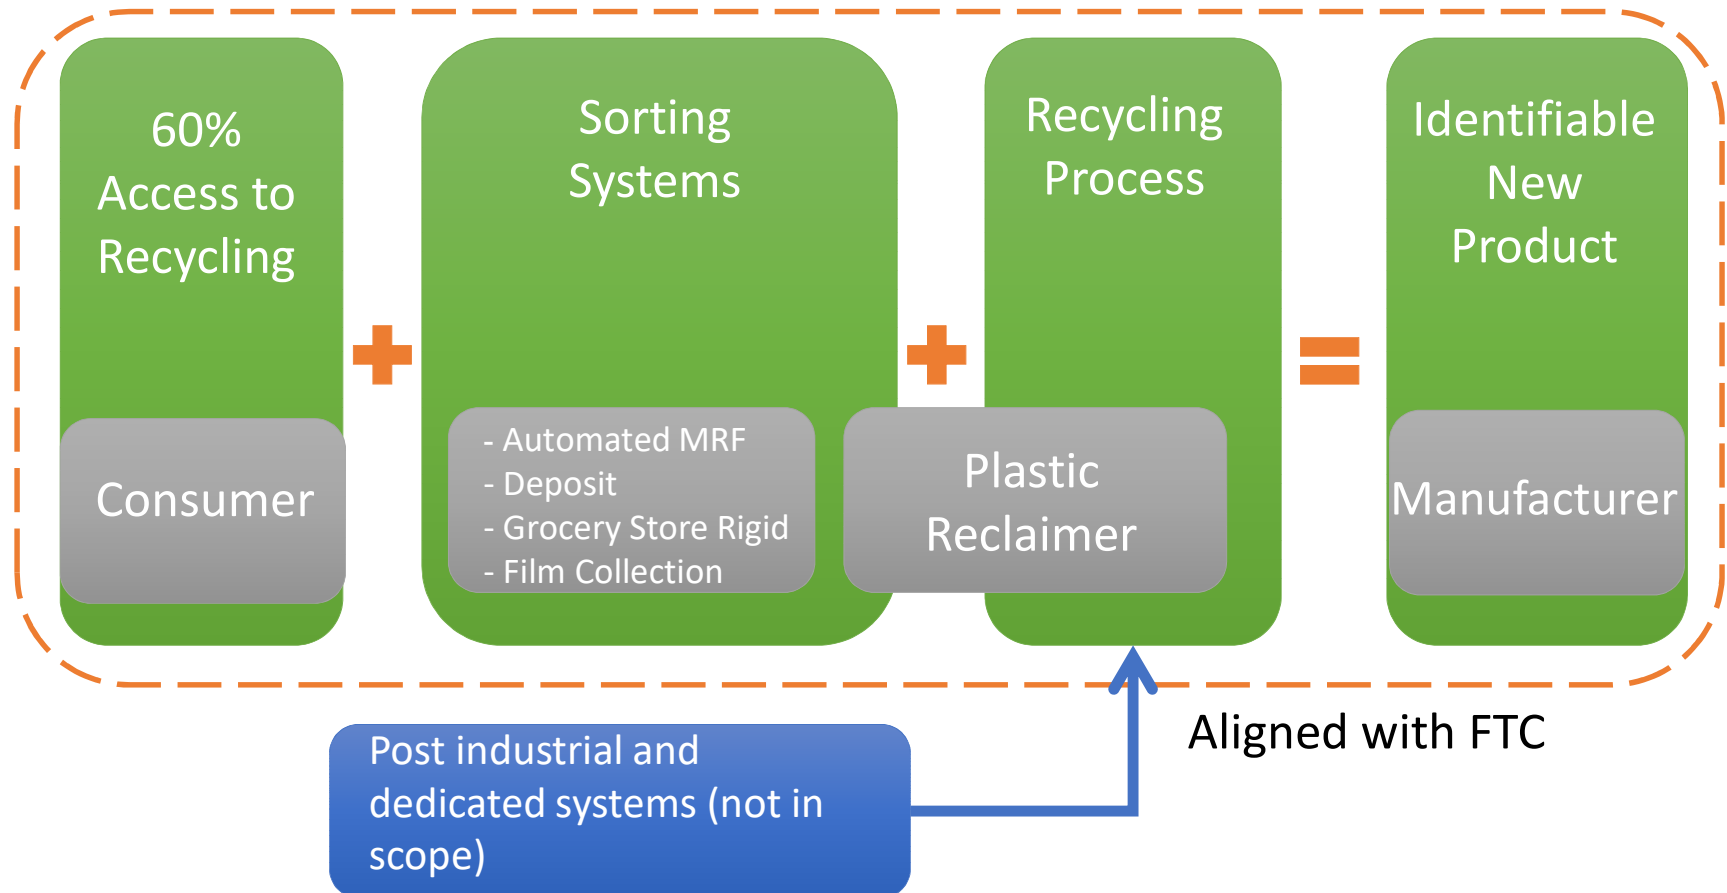 60%
Access to
Recycling
Consumer
Sorting
Systems
- Automated MRF
- Deposit
- Grocery Store Rigid
- Film Collection
Recycling
Process
Plastic
Reclaimer
Identifiable
New
Product
Manufacturer
Aligned with FTC
Post industrial and
dedicated systems (not in
scope)